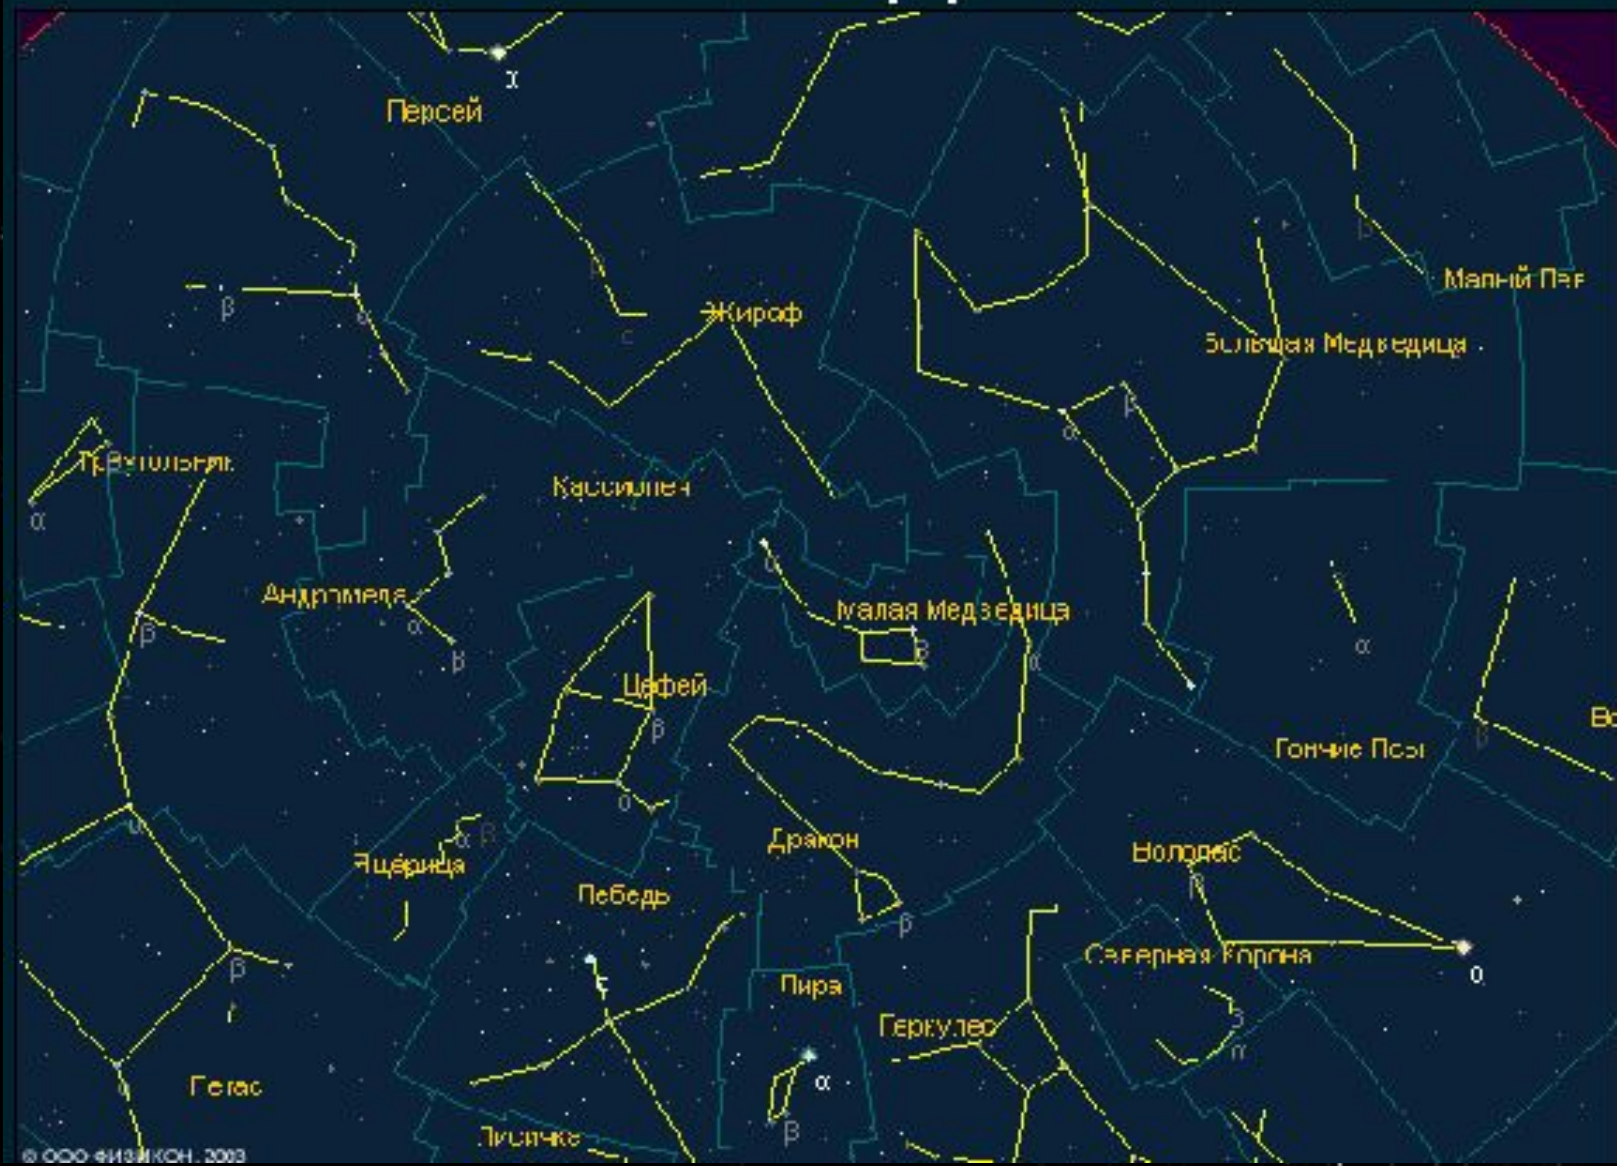 Персей
β
Малый Лев
β
Жираф
Большая Медведица
β
α
Треугольник
Кассиопея
α
Андромеда
Малая Медведица
β
α
β
α
β
α
Цефей
β
Гончие Псы
β
α
β
Дракон
Волопас
Ящерица
β
Лебедь
β
Северная Корона
β
Лира
Геркулес
α
α
Пегас
β
Лисичка
© ООО ФИЗИКОН, 2003